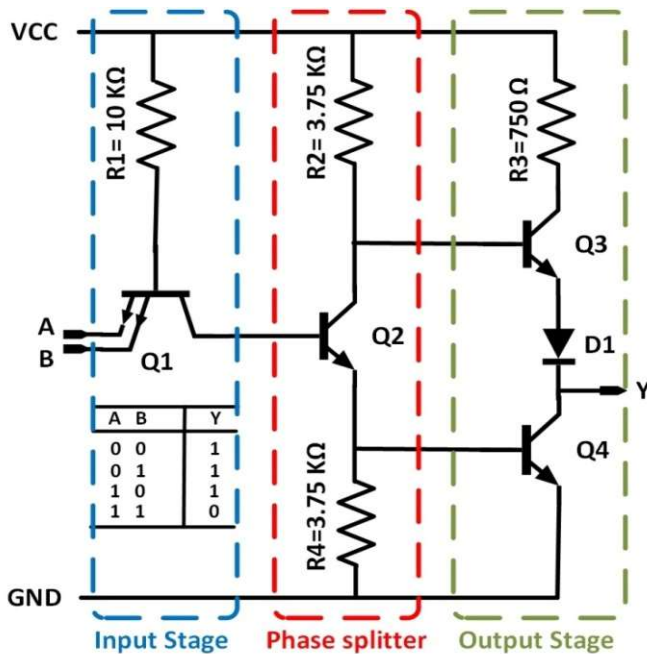 VCC
R1= 10 KΩ
R2= 3.75 KΩ
R3=750 Ω
Q3
A
B
Q1
Q2
D1
Y
A B Y
0 0 1
0 1 1
1 0 1
1 1 0
Q4
R4=3.75 KΩ
GND
Input Stage
Phase splitter
Output Stage